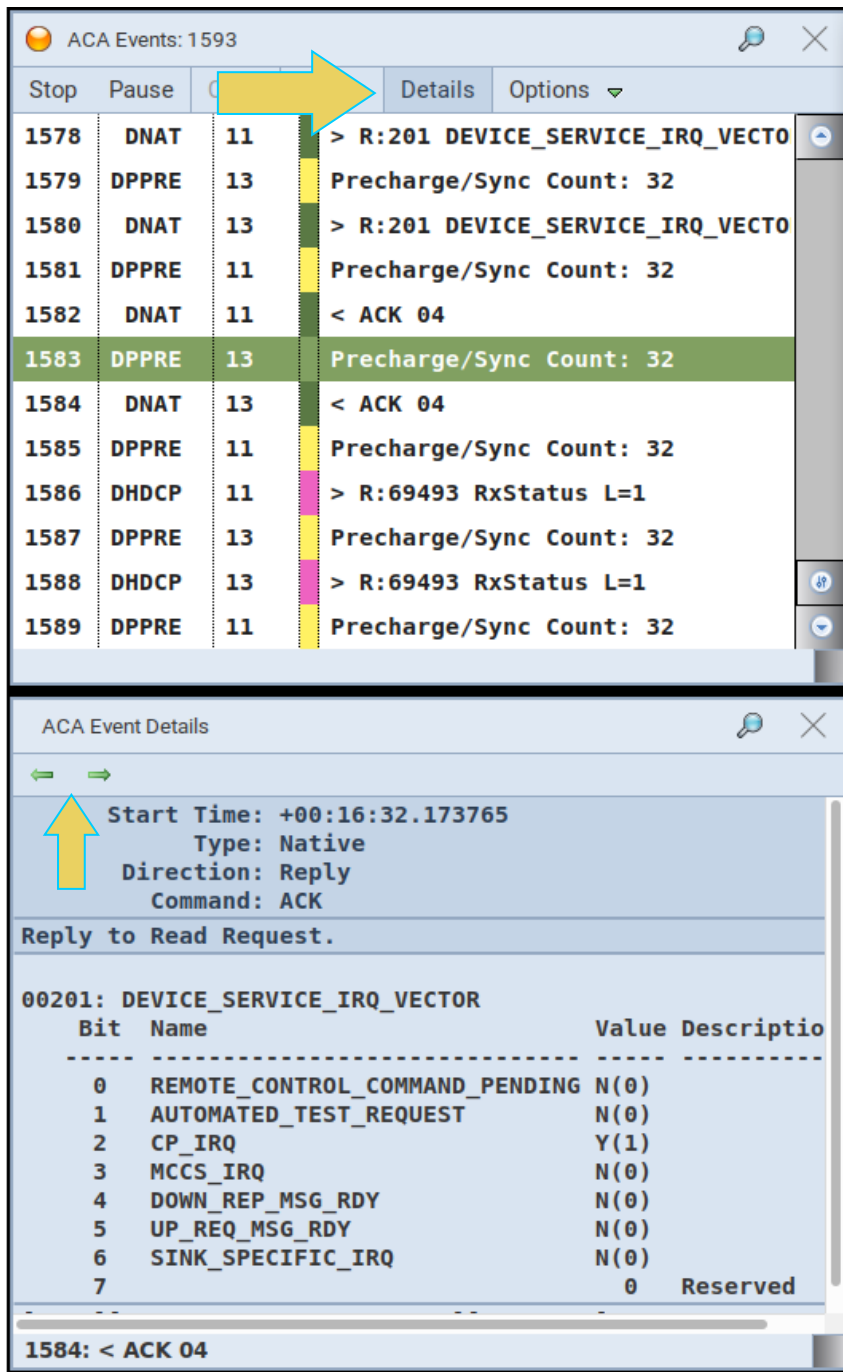 ACA Events: 1593
Stop Pause Details Options
1578 DNAT 11 > R:201 DEVICE_SERVICE_IRQ_VECTO
1579 DPPRE 13 Precharge/Sync Count: 32
1580 DNAT 13 > R:201 DEVICE_SERVICE_IRQ_VECTO
1581 DPPRE 11 Precharge/Sync Count: 32
1582 DNAT 11 < ACK 04
1583 DPPRE 13 Precharge/Sync Count: 32
1584 DNAT 13 < ACK 04
1585 DPPRE 11 Precharge/Sync Count: 32
1586 DHDCP 11 > R:69493 RxStatus L=1
1587 DPPRE 13 Precharge/Sync Count: 32
1588 DHDCP 13 > R:69493 RxStatus L=1
1589 DPPRE 11 Precharge/Sync Count: 32
ACA Event Details
Start Time: +00:16:32.173765
Type: Native
Direction: Reply
Command: ACK
Reply to Read Request.
00201: DEVICE_SERVICE_IRQ_VECTOR
Bit Name Value Descriptio
----- ------------------------------ ----- ----------
0 REMOTE_CONTROL_COMMAND_PENDING N(0)
1 AUTOMATED_TEST_REQUEST N(0)
2 CP_IRQ Y(1)
3 MCCS_IRQ N(0)
4 DOWN_REP_MSG_RDY N(0)
5 UP_REQ_MSG_RDY N(0)
6 SINK_SPECIFIC_IRQ N(0)
7 0 Reserved
1584: < ACK 04